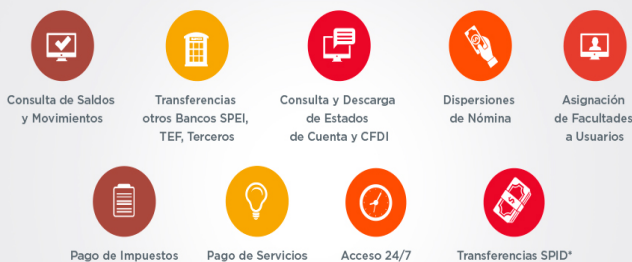 Consulta de Saldos
y Movimientos
Transferencias
otros Bancos SPEI,
TEF, Terceros
Consulta y Descarga
de Estados
de Cuenta y CFDI
Dispersiones
de Nómina
Asignación
de Facultades
a Usuarios
Pago de Impuestos
Pago de Servicios
Acceso 24/7
Transferencias SPID*